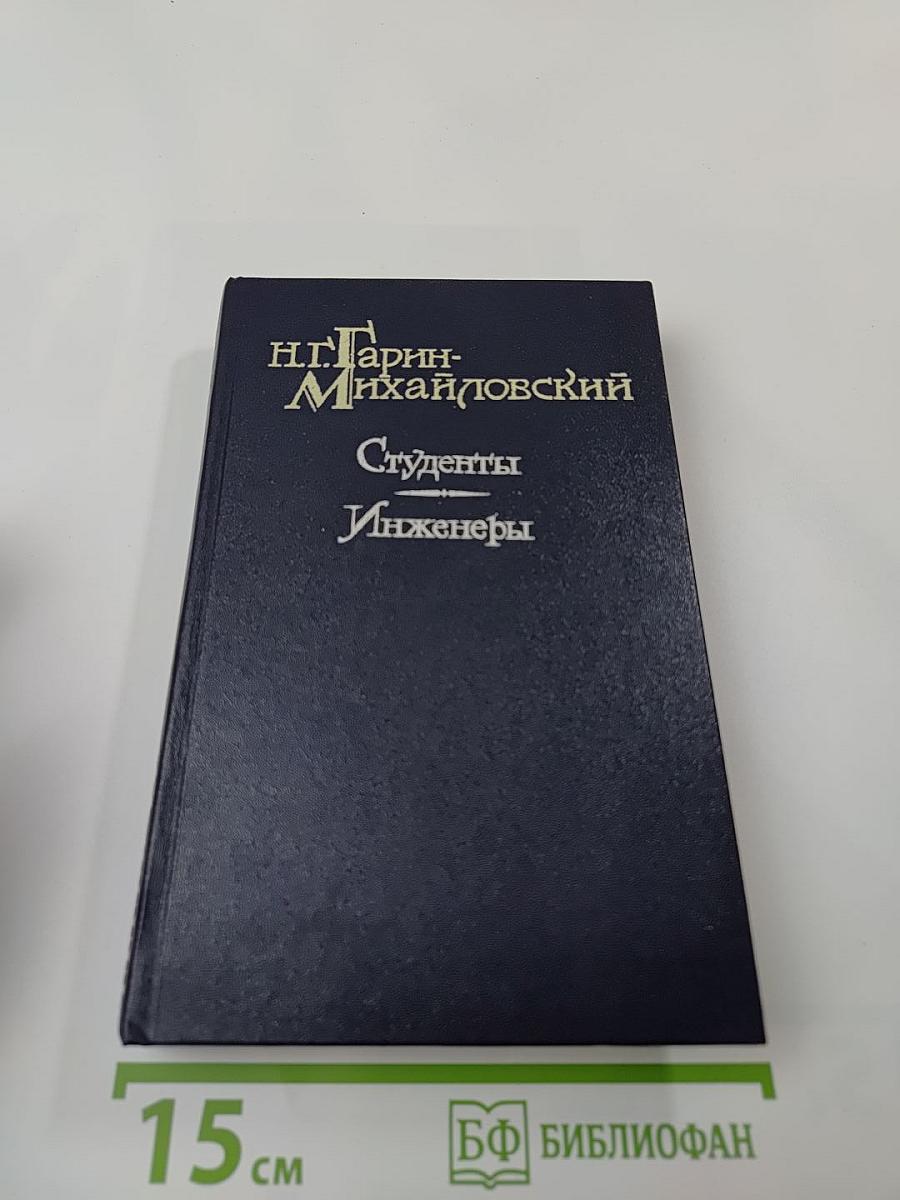 Н.Г. Гарин-
Михайловский
Студенты
Инженеры
15 см
БФ БИБЛИОФАН